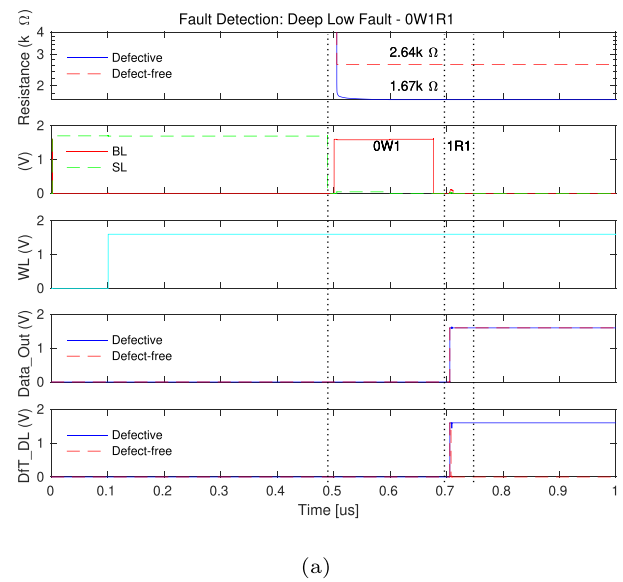 Fault Detection: Deep Low Fault - 0W1R1
Resistance (k Ω)
4
3
2
Defective
Defect-free
2.64k Ω
1.67k Ω
(V)
2
1
0
BL
SL
0W1
1R1
WL (V)
2
1
0
Data_Out (V)
2
1
0
Defective
Defect-free
DfT_DL (V)
2
1
0
Defective
Defect-free
0 0.1 0.2 0.3 0.4 0.5 0.6 0.7 0.8 0.9 1
Time [us]
(a)